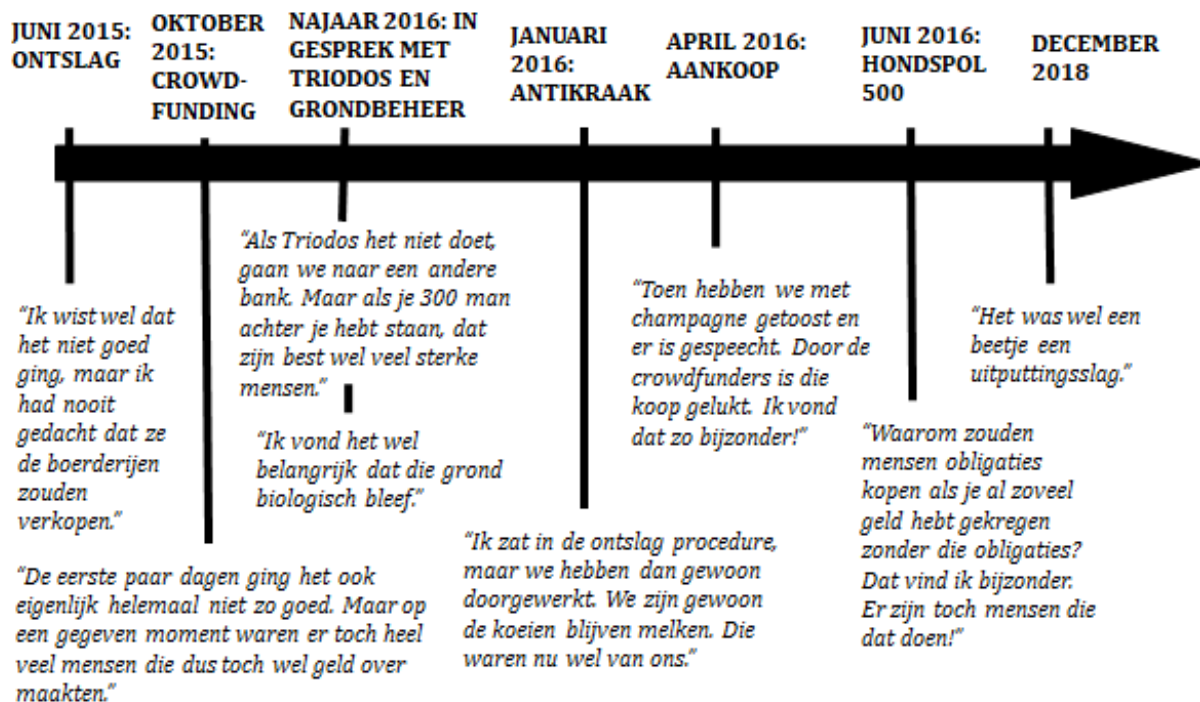 JUNI 2015:
ONTSLAG
OKTOBER
2015:
CROWD-
FUNDING
NAJAAR 2016: IN
GESPREK MET
TRIODOS EN
GRONDBEHEER
JANUARI
2016:
ANTIKRAAK
APRIL 2016:
AANKOOP
JUNI 2016:
HONDSPOL
500
DECEMBER
2018
“Ik wist wel dat
het niet goed
ging, maar ik
had nooit
gedacht dat ze
de boerderijen
zouden
verkopen.”
“De eerste paar dagen ging het ook
eigenlijk helemaal niet zo goed. Maar op
een gegeven moment waren er toch heel
veel mensen die dus toch wel geld over
maakten.”
“Als Triodos het niet doet,
gaan we naar een andere
bank. Maar als je 300 man
achter je hebt staan, dat
zijn best wel veel sterke
mensen.”
“Ik vond het wel
belangrijk dat die grond
biologisch bleef.”
“Ik zat in de ontslag procedure,
maar we hebben dan gewoon
doorgewerkt. We zijn gewoon
de koeien blijven melken. Die
waren nu wel van ons.”
“Toen hebben we met
champagne getoost en
er is gespeecht. Door de
crowdfunders is die
koop gelukt. Ik vond
dat zo bijzonder!”
“Waarom zouden
mensen obligaties
kopen als je al zoveel
geld hebt gekregen
zonder die obligaties?
Dat vind ik bijzonder.
Er zijn toch mensen die
dat doen!”
“Het was wel een
beetje een
uitputtingsslag.”